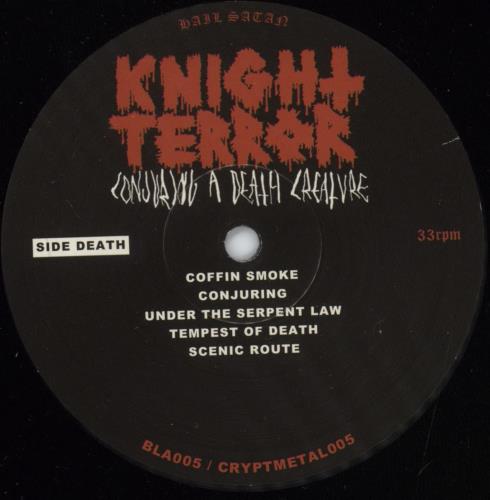 HAIL SATAN
KNIGHT
TERROR
CONJURING A DEATH CREATURE
SIDE DEATH
33rpm
COFFIN SMOKE
CONJURING
UNDER THE SERPENT LAW
TEMPEST OF DEATH
SCENIC ROUTE
BLA005 / CRYPTMETAL005